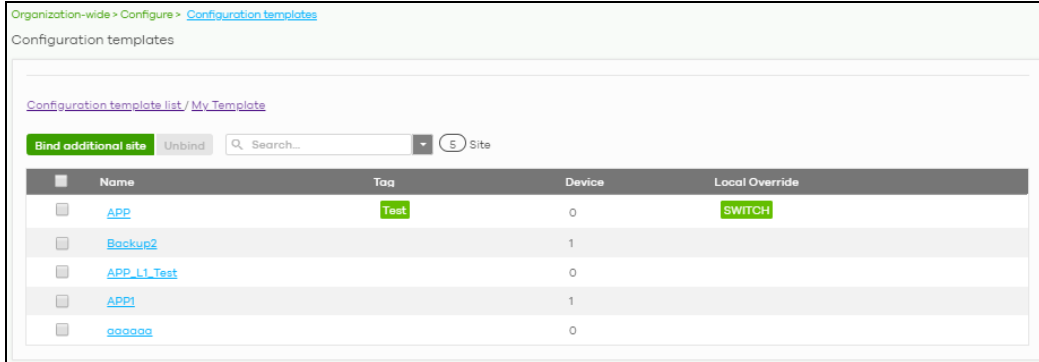 Organization-wide > Configure > Configuration templates
Configuration templates
Configuration template list / My Template
Bind additional site Unbind Search... 5 Site
Name Tag Device Local Override
APP Test 0 SWITCH
Backup2 1
APP_L1_Test 0
APP1 1
aaaaaa 0